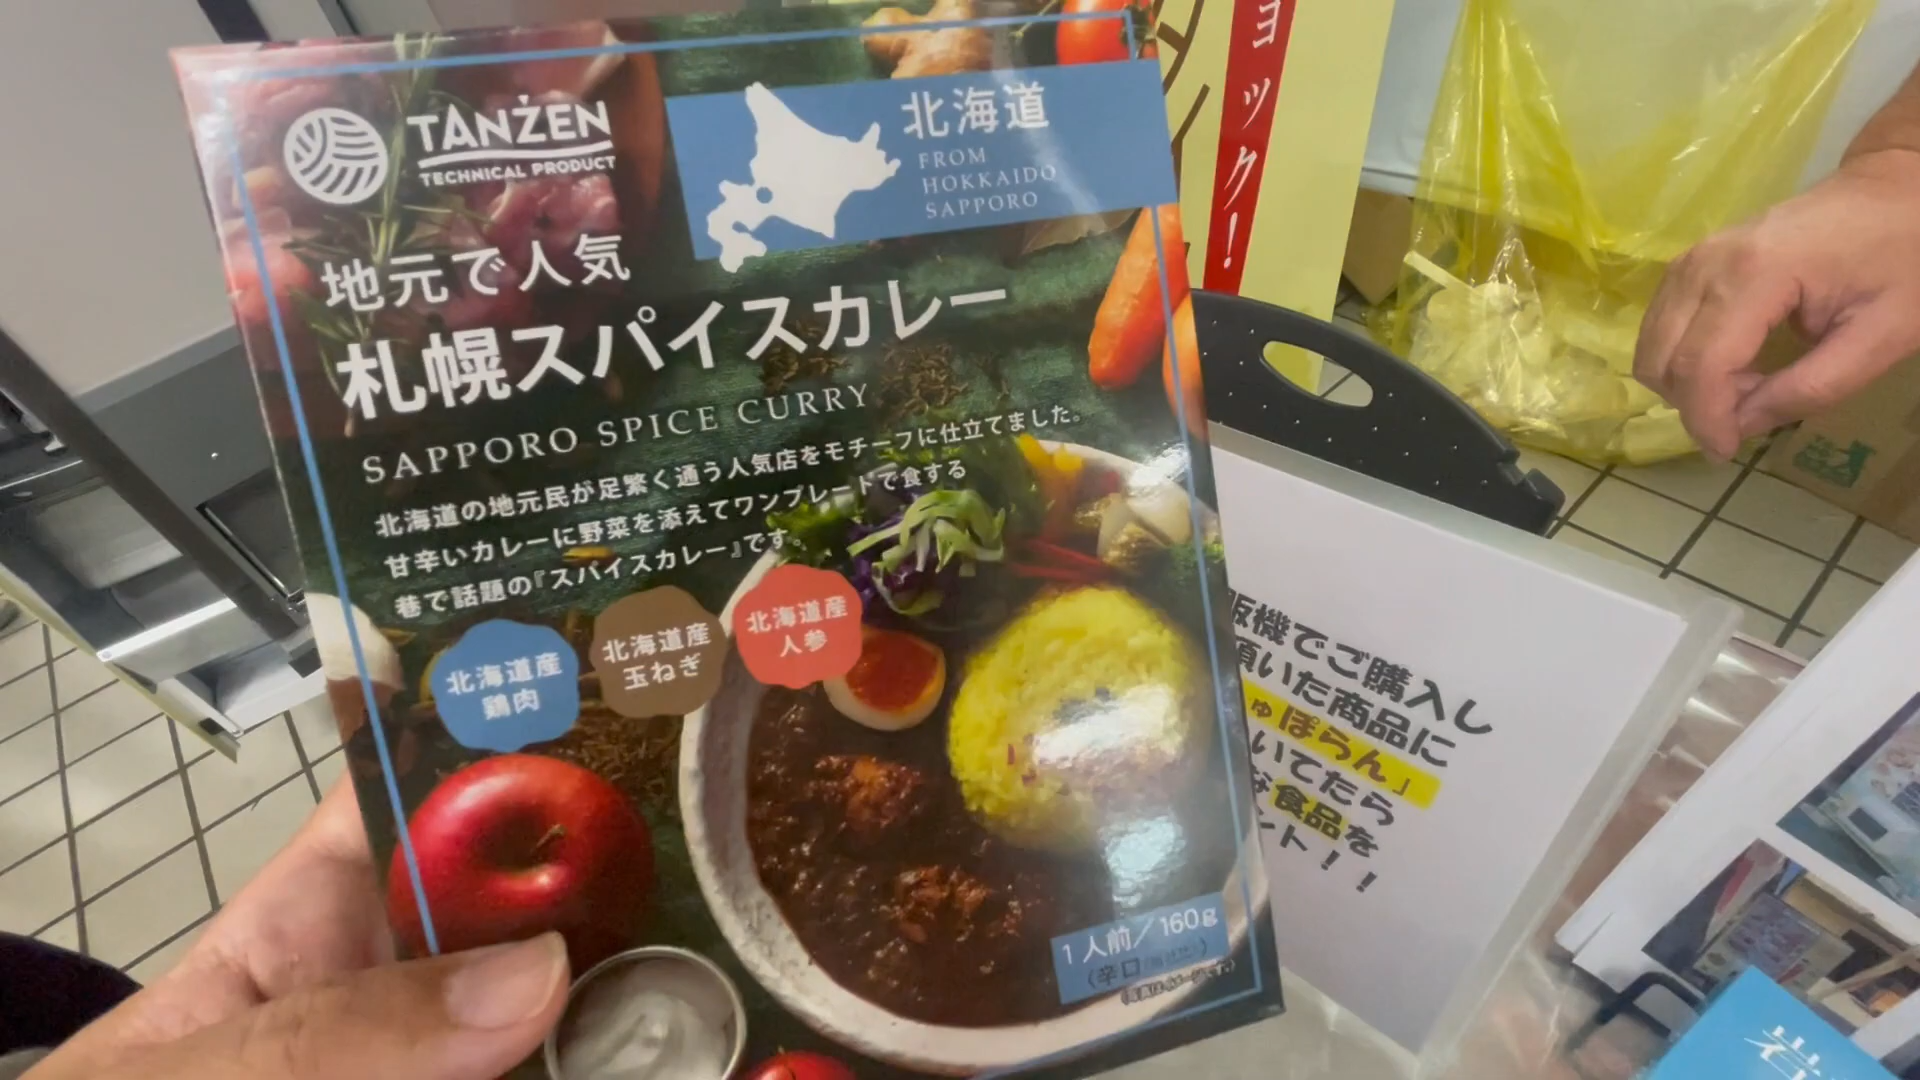 TANZEN
TECHNICAL PRODUCT
北海道
FROM
HOKKAIDO
SAPPORO
地元で人気
札幌スパイスカレー
SAPPORO SPICE CURRY
北海道の地元民が足繁く通う人気店をモチーフに仕立てました。
甘辛いカレーに野菜を添えてワンプレートで食する
巷で話題の『スパイスカレー』です。
北海道産
鶏肉
北海道産
玉ねぎ
北海道産
人参
1人前/160g
ヨック!
販機でご購入し
頂いた商品に
ゅぽらん」
いてたら
な食品を
ント!!
岩